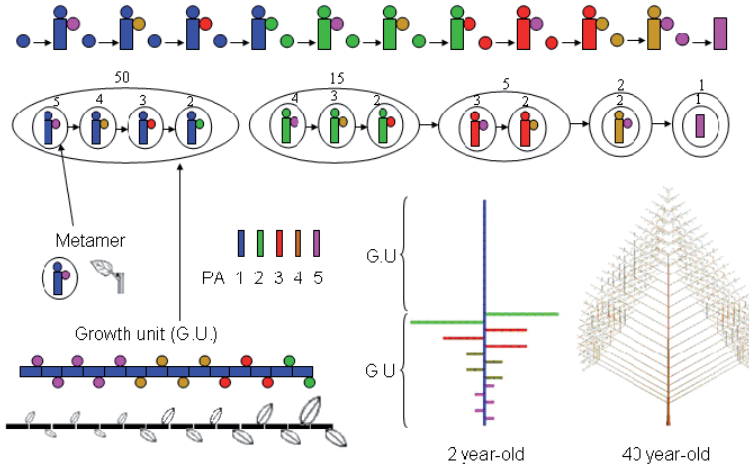 50 15 5 2 1
5 4 3 2 4 3 2 3 2 2 1
Metamer
PA 1 2 3 4 5
Growth unit (G.U.)
G.U
G U
2 year-old 40 year-old